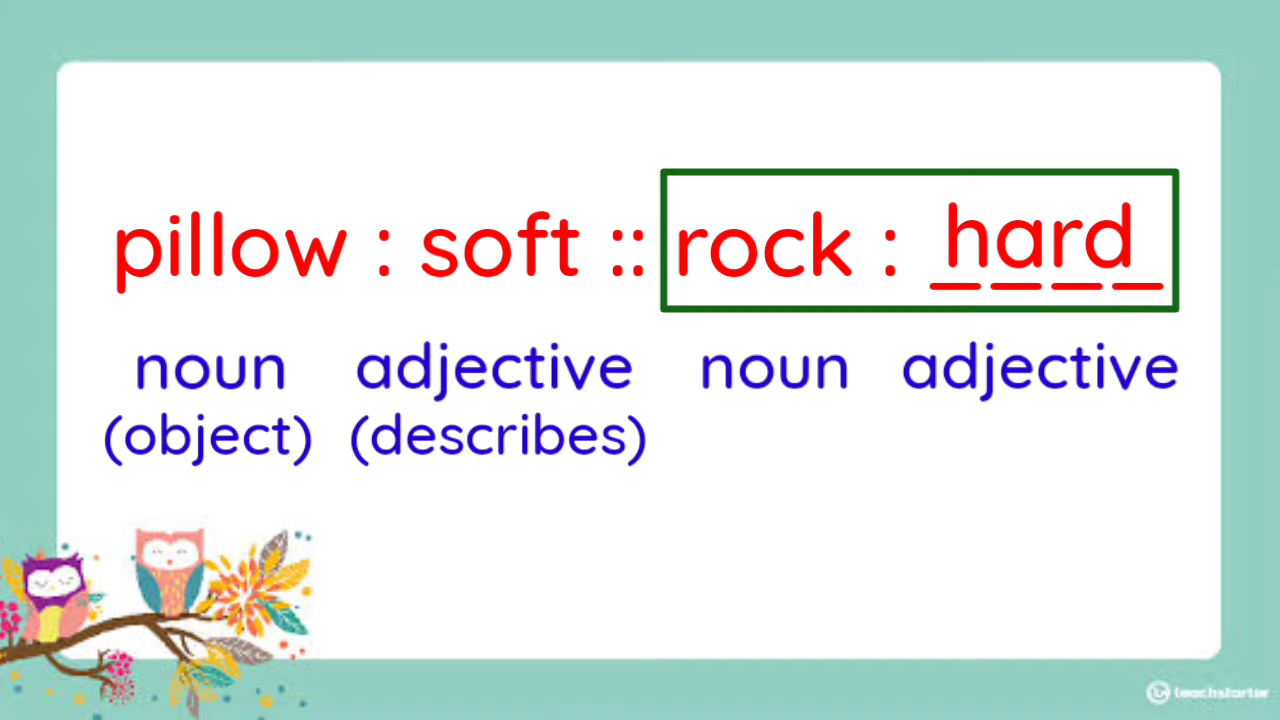 pillow : soft :: rock : hard
noun adjective noun adjective
(object) (describes)
teachstarter